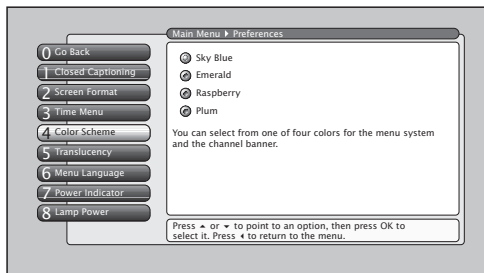 Main Menu ▸ Preferences
0 Go Back
1 Closed Captioning
2 Screen Format
3 Time Menu
4 Color Scheme
5 Translucency
6 Menu Language
7 Power Indicator
8 Lamp Power
Sky Blue
Emerald
Raspberry
Plum
You can select from one of four colors for the menu system
and the channel banner.
Press ▲ or ▼ to point to an option, then press OK to
select it. Press ◂ to return to the menu.